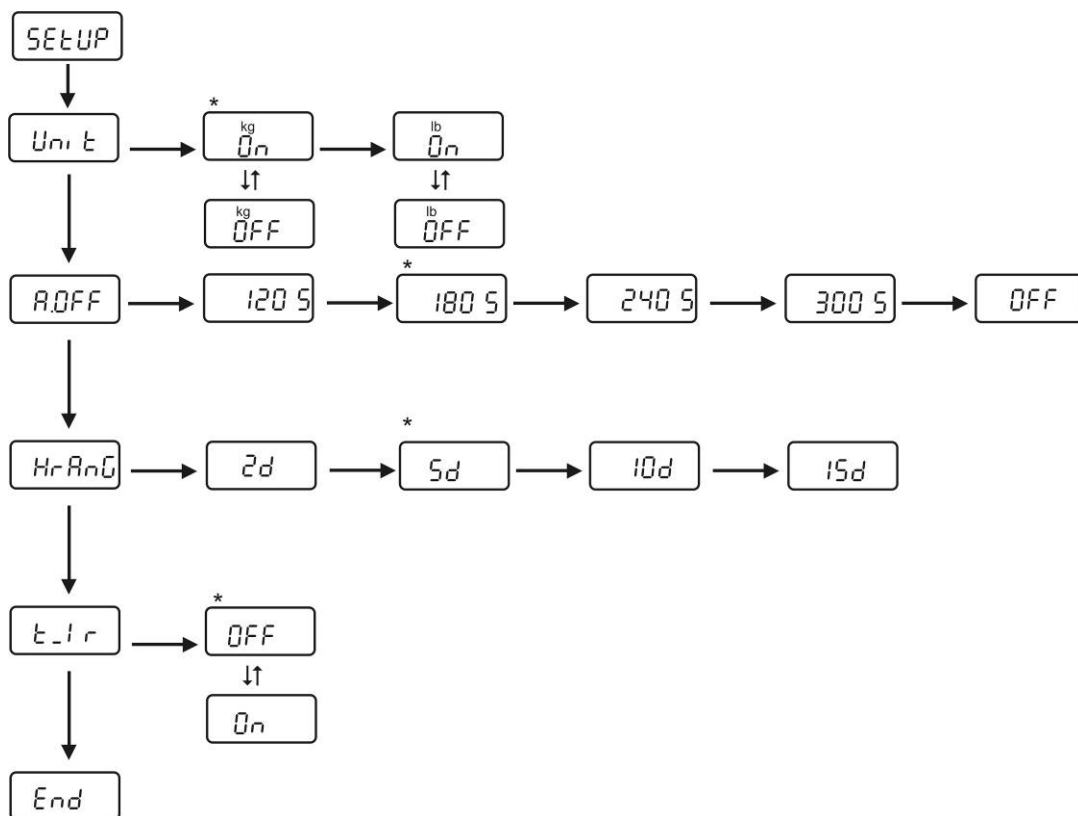 SEtUP
*
Unit
kg
On
lb
On
kg
OFF
lb
OFF
*
A.OFF
120 S
180 S
240 S
300 S
OFF
*
HrAnG
2d
5d
10d
15d
*
t_Ir
OFF
On
End